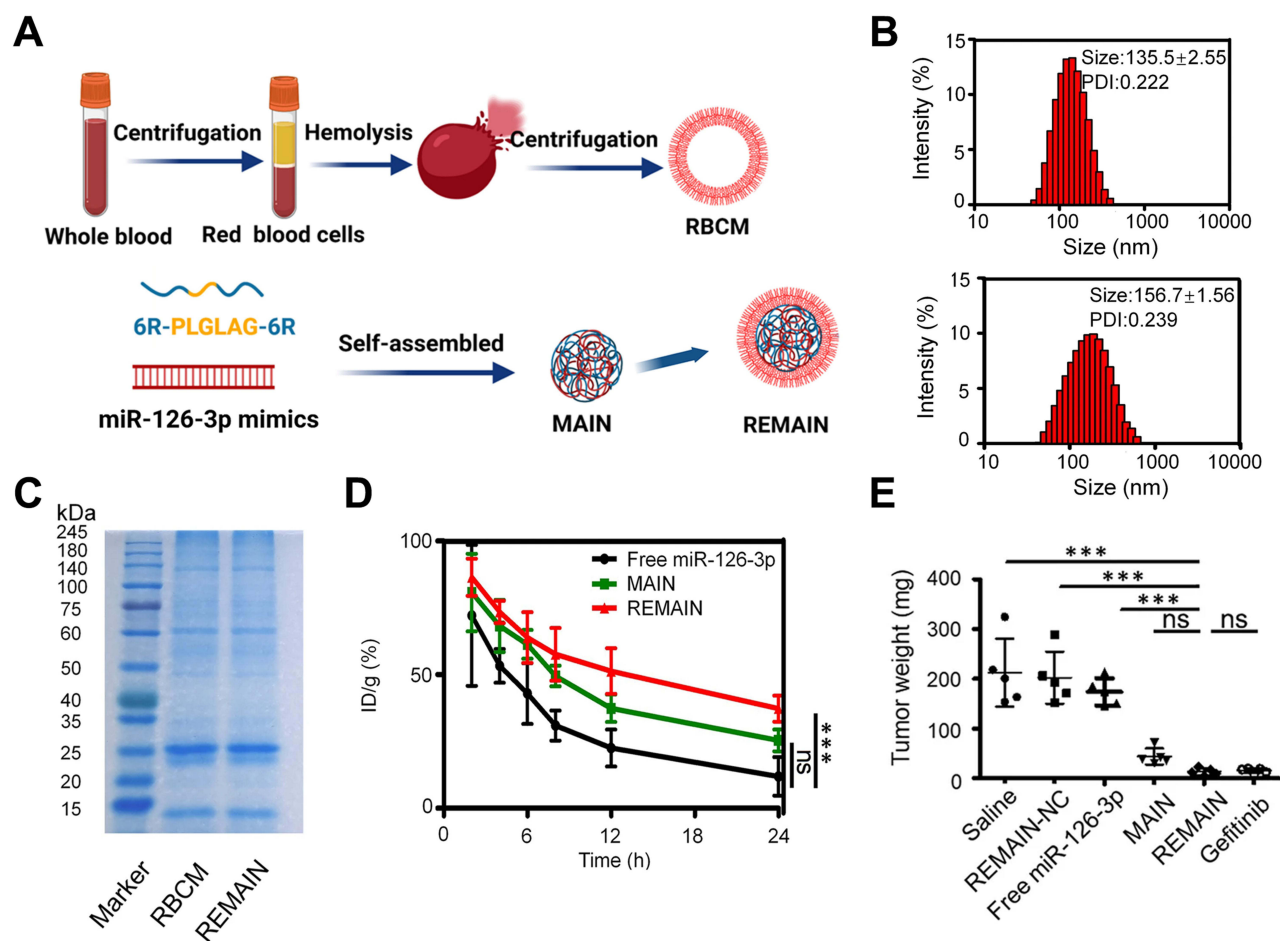 A
Centrifugation
Hemolysis
Centrifugation
Whole blood
Red blood cells
RBCM
6R-PLGLAG-6R
miR-126-3p mimics
Self-assembled
MAIN
REMAIN
B
Intensity (%)
15
10
5
0
Size:135.5±2.55
PDI:0.222
10 100 1000 10000
Size (nm)
Intensity (%)
15
10
5
0
Size:156.7±1.56
PDI:0.239
10 100 1000 10000
Size (nm)
C
kDa
245
180
140
100
75
60
50
40
35
25
20
15
Marker
RBCM
REMAIN
D
ID/g (%)
100
50
0
Free miR-126-3p
MAIN
REMAIN
ns
***
0 6 12 18 24
Time (h)
E
Tumor weight (mg)
400
300
200
100
0
***
***
***
ns
ns
Saline
REMAIN-NC
Free miR-126-3p
MAIN
REMAIN
Gefitinib